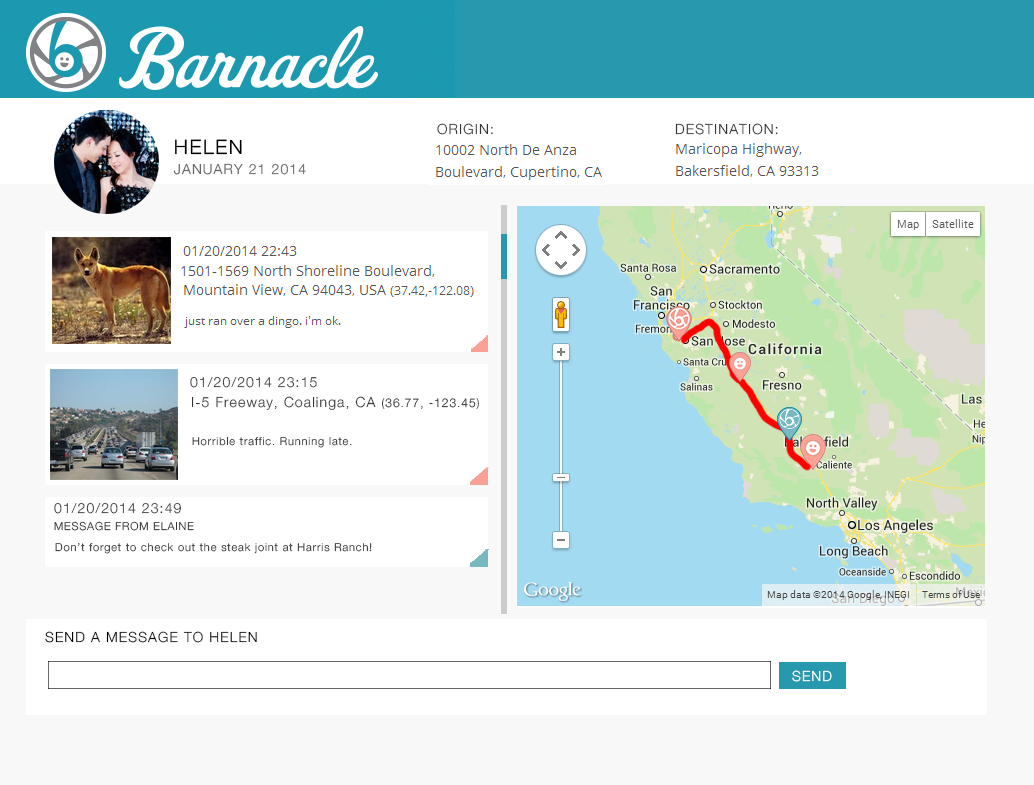 Barnacle
HELEN
JANUARY 21 2014
ORIGIN:
10002 North De Anza
Boulevard, Cupertino, CA
DESTINATION:
Maricopa Highway,
Bakersfield, CA 93313
01/20/2014 22:43
1501-1569 North Shoreline Boulevard,
Mountain View, CA 94043, USA (37.42,-122.08)
just ran over a dingo. i'm ok.
01/20/2014 23:15
I-5 Freeway, Coalinga, CA (36.77, -123.45)
Horrible traffic. Running late.
01/20/2014 23:49
MESSAGE FROM ELAINE
Don't forget to check out the steak joint at Harris Ranch!
Map
Satellite
Santa Rosa
Sacramento
San
Francisco
Stockton
Fremon
Modesto
San Jose
California
Santa Cru
Salinas
Fresno
Las
He
Nip
field
Caliente
North Valley
Los Angeles
Long Beach
Oceanside
Escondido
San Diego
Google
Map data ©2014 Google, INEGI
Terms of Use
SEND A MESSAGE TO HELEN
SEND